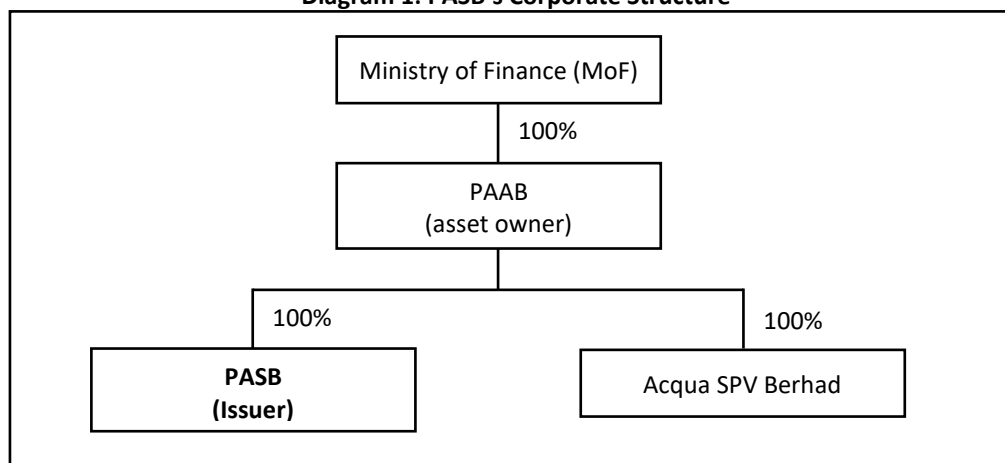 Diagram 1: PASB's Corporate Structure
Ministry of Finance (MoF)
100%
PAAB
(asset owner)
100%
100%
PASB
(Issuer)
Acqua SPV Berhad